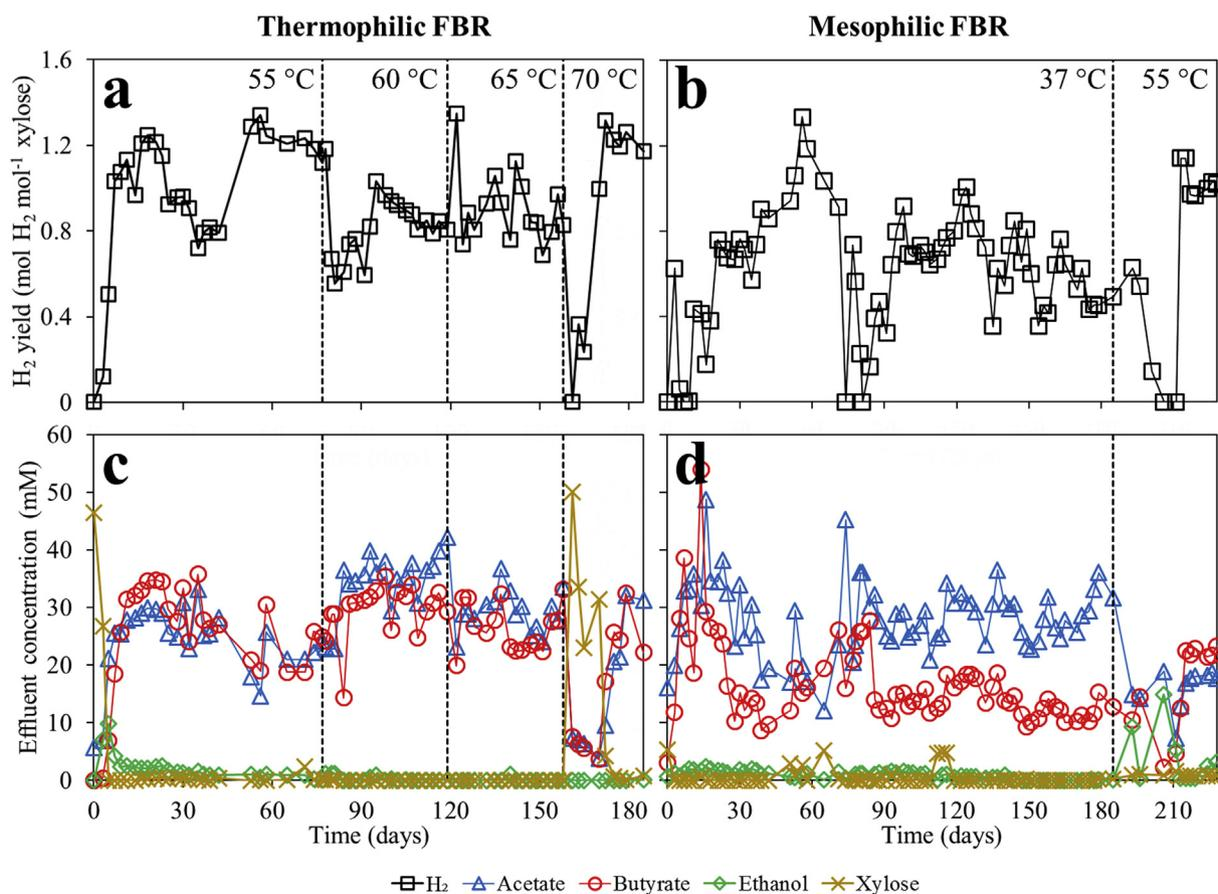 Thermophilic FBR
Mesophilic FBR
H₂ yield (mol H₂ mol⁻¹ xylose)
1.6
1.2
0.8
0.4
0
a
55 °C
60 °C
65 °C
70 °C
b
37 °C
55 °C
Effluent concentration (mM)
60
50
40
30
20
10
0
c
d
0
30
60
90
120
150
180
Time (days)
0
30
60
90
120
150
180
210
Time (days)
H₂ Acetate Butyrate Ethanol Xylose